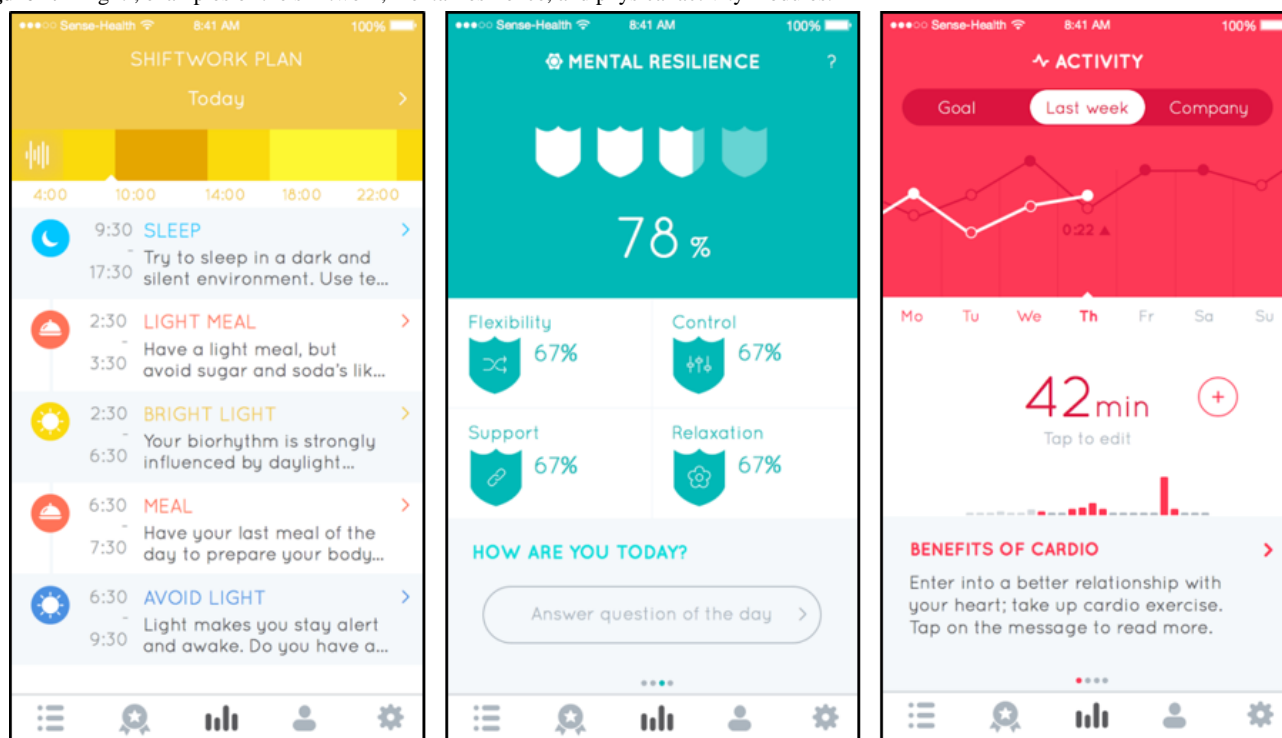 8:41 AM
100%
SHIFTWORK PLAN
Today
4:00 10:00 14:00 18:00 22:00
9:30 - 17:30
SLEEP
Try to sleep in a dark and
silent environment. Use te...
2:30 - 3:30
LIGHT MEAL
Have a light meal, but
avoid sugar and soda's lik...
2:30 - 6:30
BRIGHT LIGHT
Your biorhythm is strongly
influenced by daylight...
6:30 - 7:30
MEAL
Have your last meal of the
day to prepare your body...
6:30 - 9:30
AVOID LIGHT
Light makes you stay alert
and awake. Do you have a...
Sense-Health
8:41 AM
100%
MENTAL RESILIENCE
?
78 %
Flexibility
67%
Control
67%
Support
67%
Relaxation
67%
HOW ARE YOU TODAY?
Answer question of the day
Sense-Health
8:41 AM
100%
ACTIVITY
Goal Last week Company
0:22
Mo Tu We Th Fr Sa Su
42 min
+
Tap to edit
BENEFITS OF CARDIO
Enter into a better relationship with
your heart; take up cardio exercise.
Tap on the message to read more.